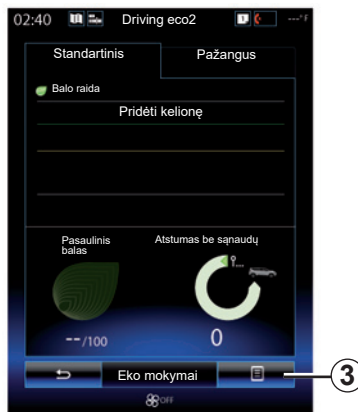 02:40 Driving eco2 1 ---°F
Standartinis Pažangus
Balo raida
Pridėti kelionę
Pasaulinis
balas
Atstumas be sąnaudų
--/100 0
Eko mokymai
3
OFF